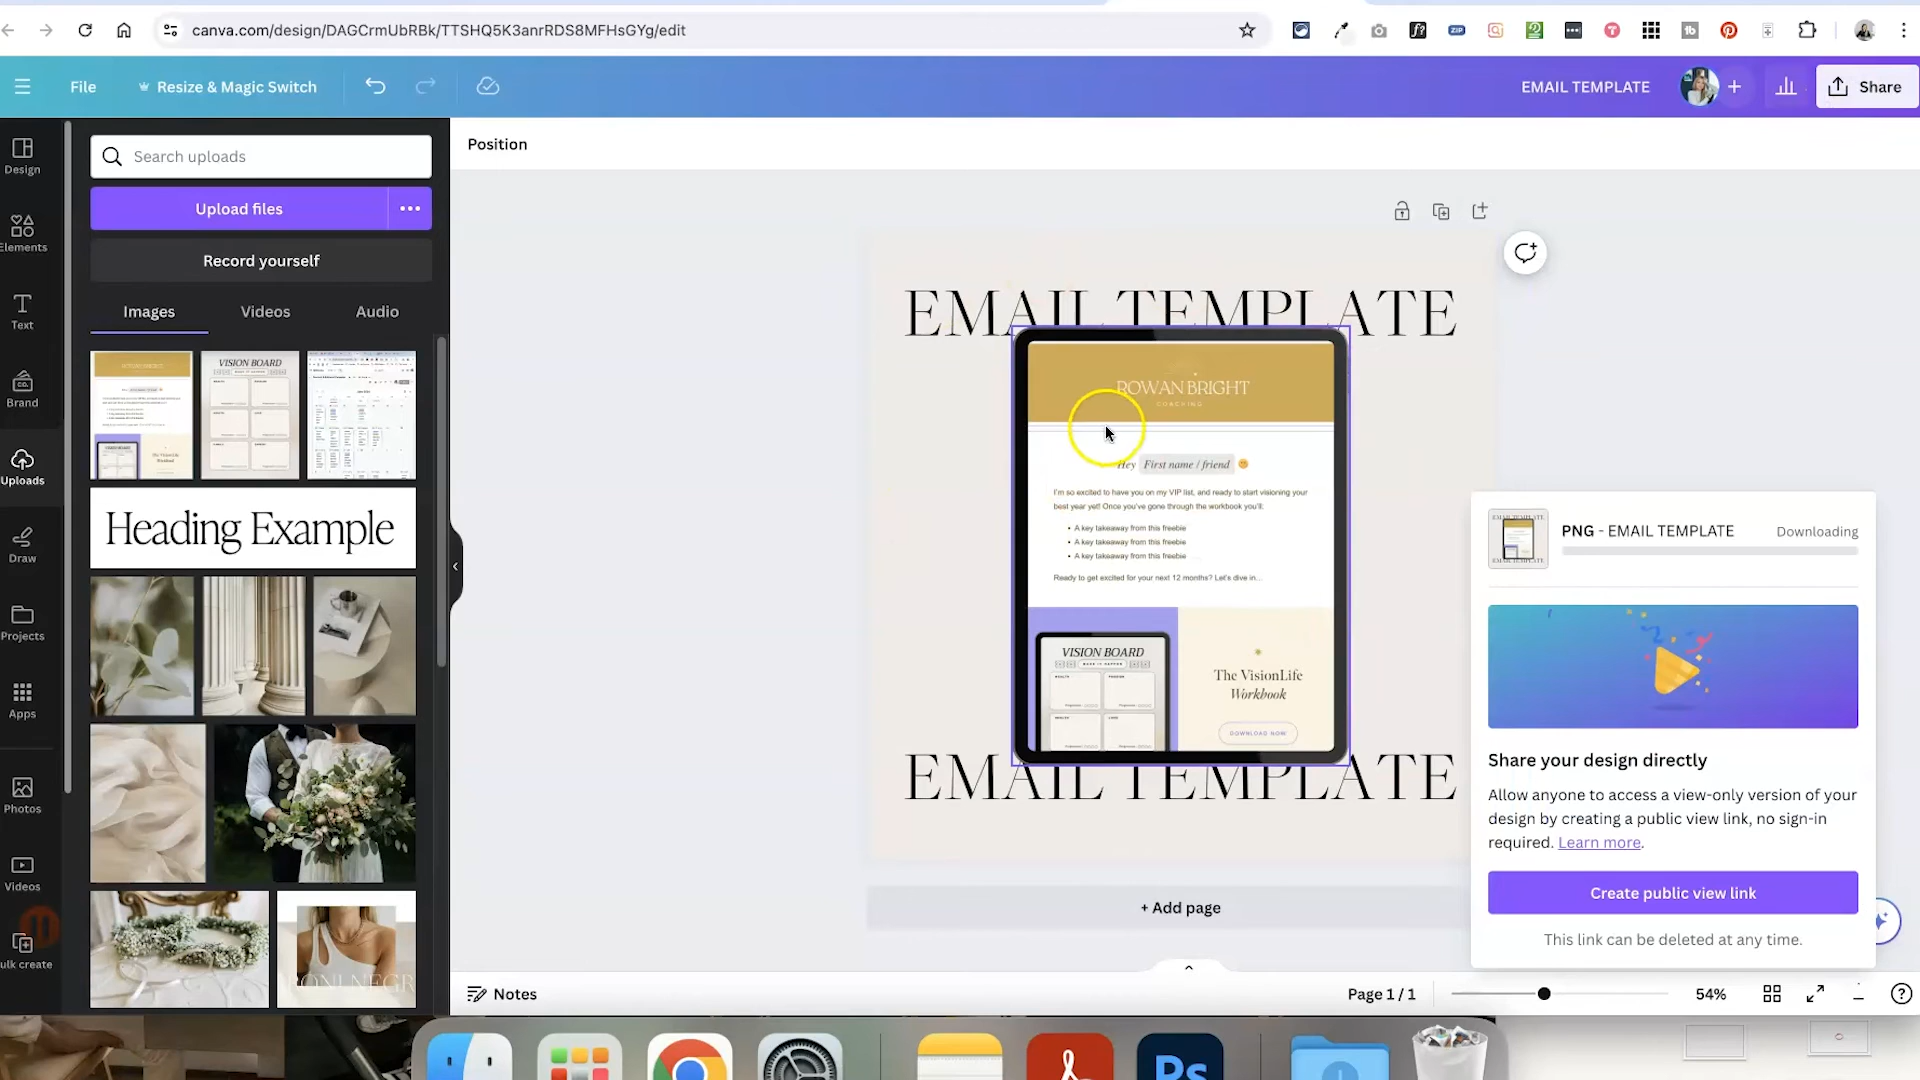 canva.com/design/DAGCrmUbRBk/TTSHQ5K3anrRDS8MFHsGYg/edit
File
Resize & Magic Switch
EMAIL TEMPLATE
Share
Design
Elements
Text
Brand
Uploads
Draw
Projects
Apps
Photos
Videos
ulk create
Search uploads
Upload files
Record yourself
Images
Videos
Audio
VISION BOARD
Heading Example
Position
EMAIL TEMPLATE
ROWAN BRIGHT
COACHING
Hey First name / friend
I'm so excited to have you on my VIP list, and ready to start visioning your
best year yet! Once you've gone through the workbook you'll:
• A key takeaway from this freebie
• A key takeaway from this freebie
• A key takeaway from this freebie
Ready to get excited for your next 12 months? Let's dive in...
VISION BOARD
MAKE IT HAPPEN
The VisionLife
Workbook
DOWNLOAD NOW
EMAIL TEMPLATE
+ Add page
PNG - EMAIL TEMPLATE
Downloading
Share your design directly
Allow anyone to access a view-only version of your
design by creating a public view link, no sign-in
required. Learn more.
Create public view link
This link can be deleted at any time.
Notes
Page 1 / 1
54%
ZIP
Ps